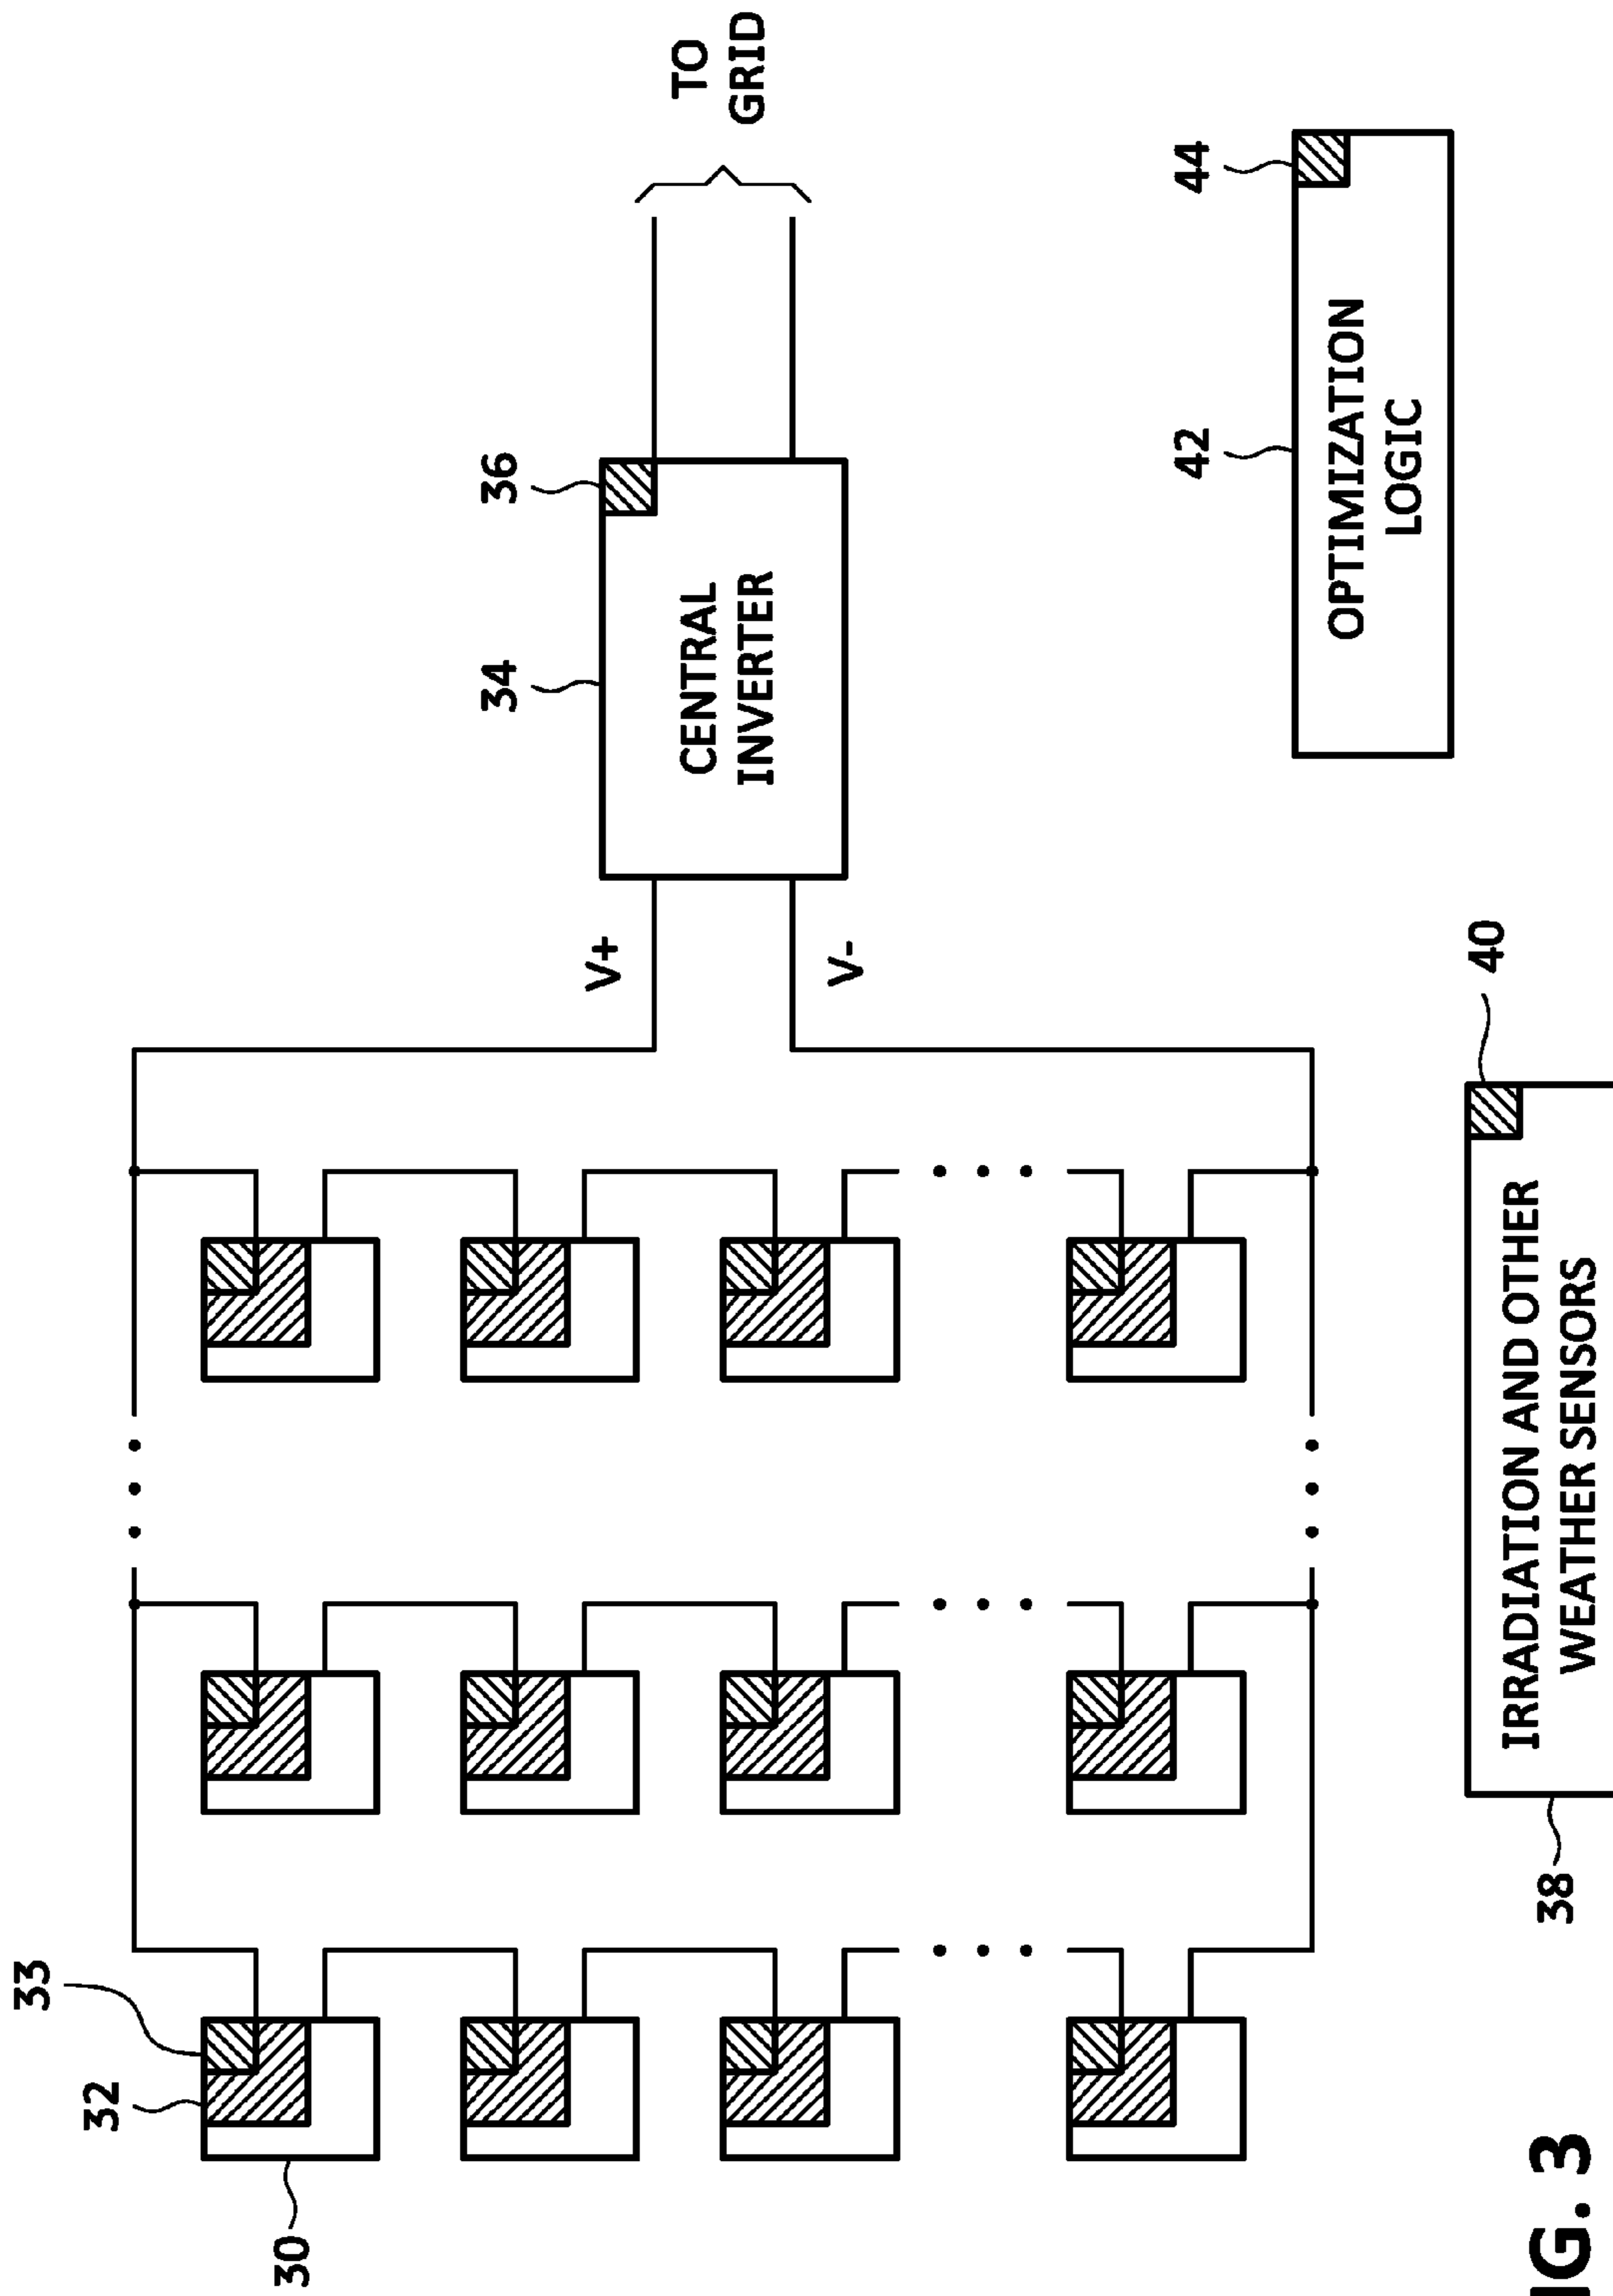 33
32
30
V+
V-
34
36
CENTRAL
INVERTER
TO
GRID
42
44
OPTIMIZATION
LOGIC
38
40
IRRADIATION AND OTHER
WEATHER SENSORS
IG. 3